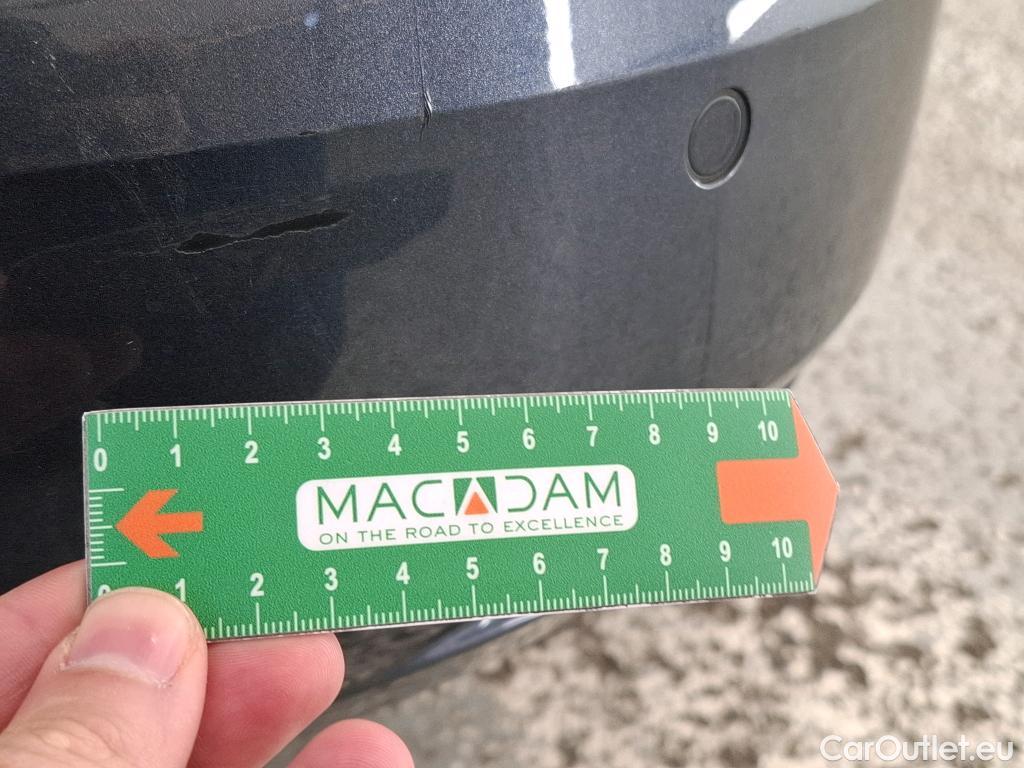 0 1 2 3 4 5 6 7 8 9 10
MACADAM
ON THE ROAD TO EXCELLENCE
1 2 3 4 5 6 7 8 9 10
CarOutlet.eu